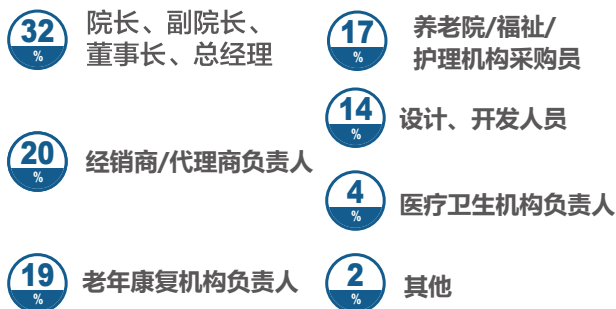 32
%
院长、副院长、
董事长、总经理
20
%
经销商/代理商负责人
19
%
老年康复机构负责人
17
%
养老院/福祉/
护理机构采购员
14
%
设计、开发人员
4
%
医疗卫生机构负责人
2
%
其他